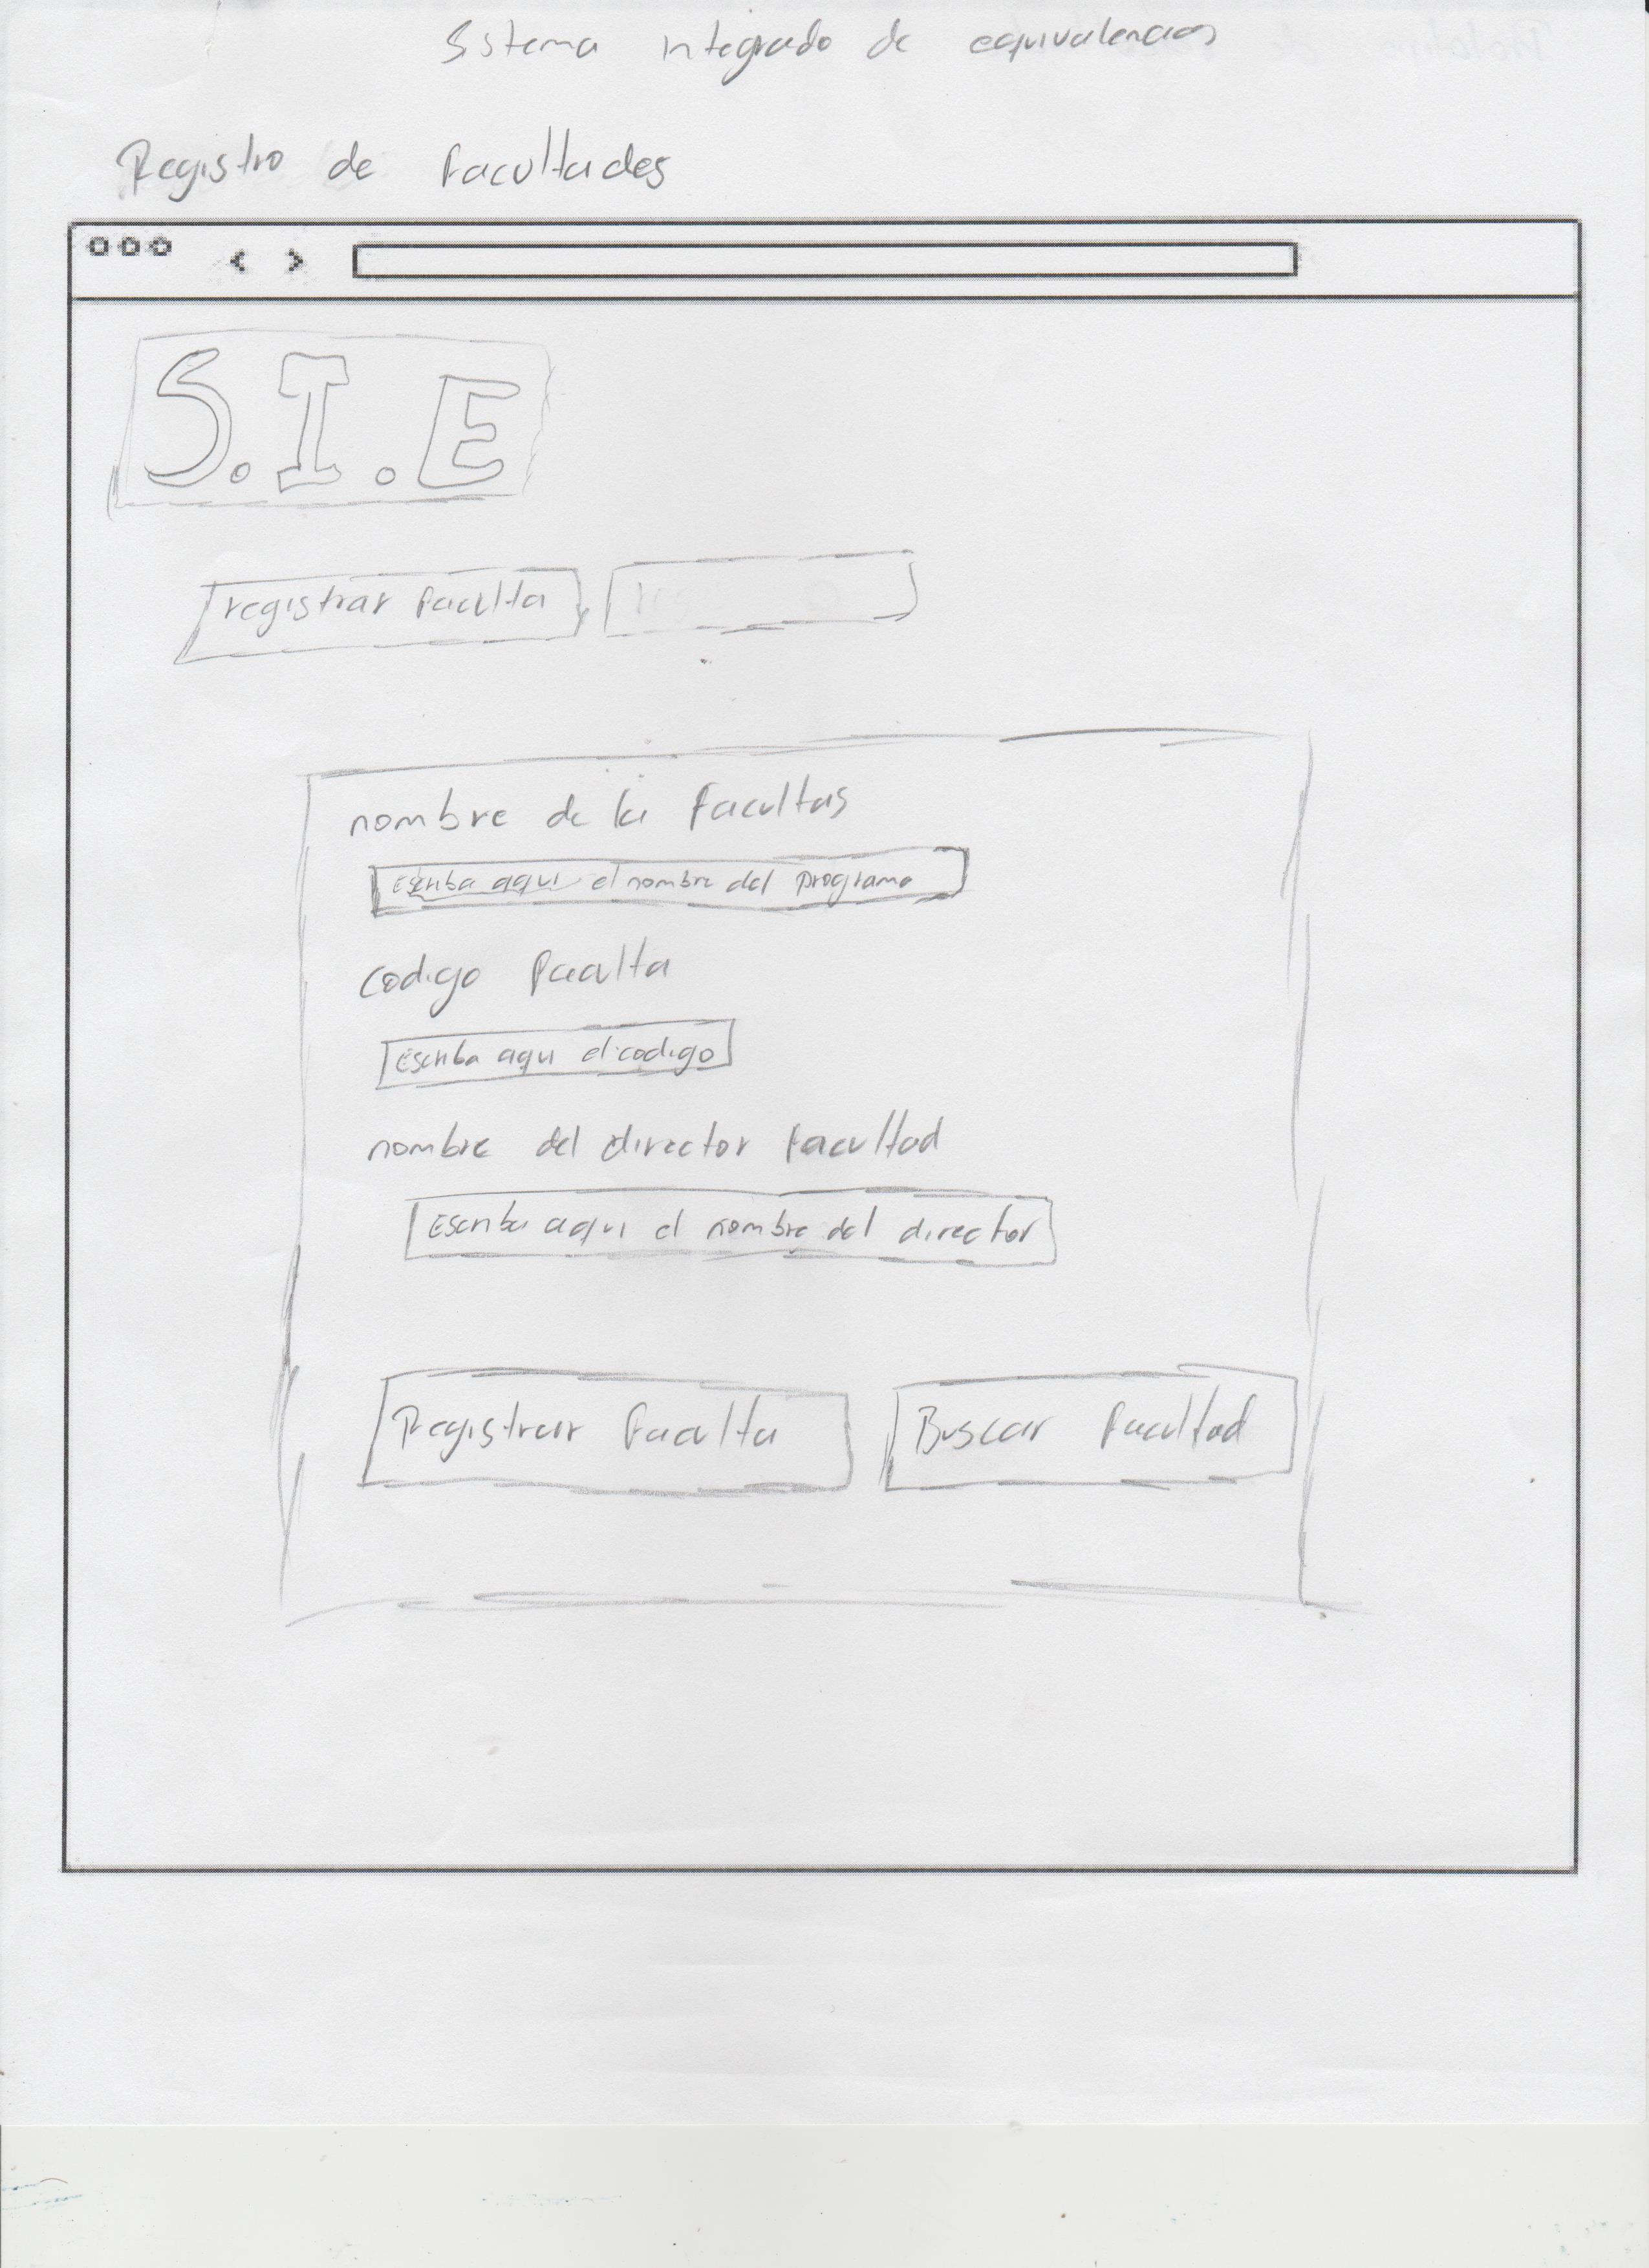 Sistema integrado de equivalencias
Registro de facultades
S.I.E
registrar faculta
nombre de la facultas
Escriba aqui el nombre del programa
codigo faculta
Escriba aqui el codigo
nombre del director facultad
Escriba aqui el nombre del director
Registrar faculta
Buscar facultad